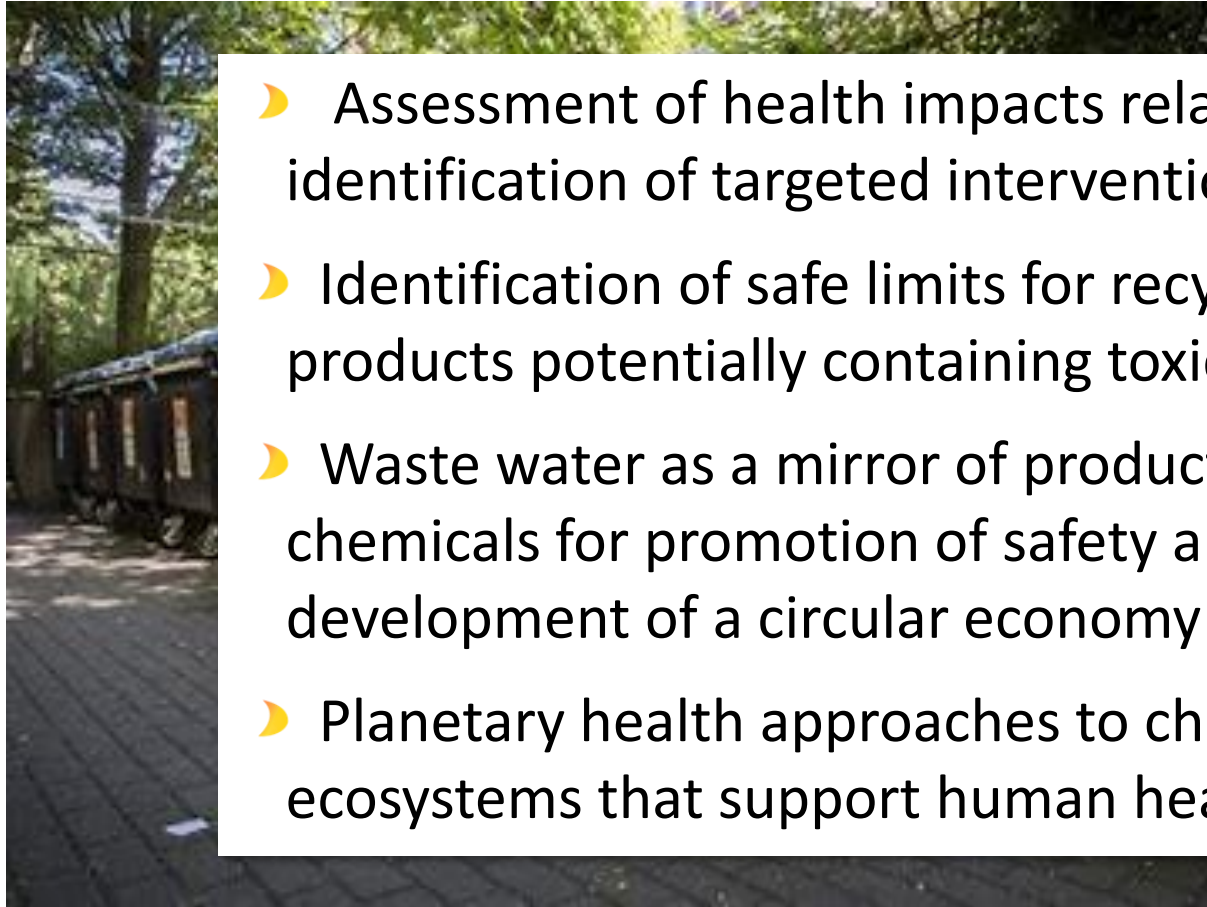 Assessment of health impacts rela
identification of targeted interventi
Identification of safe limits for recy
products potentially containing toxi
Waste water as a mirror of produc
chemicals for promotion of safety a
development of a circular economy
Planetary health approaches to ch
ecosystems that support human hea